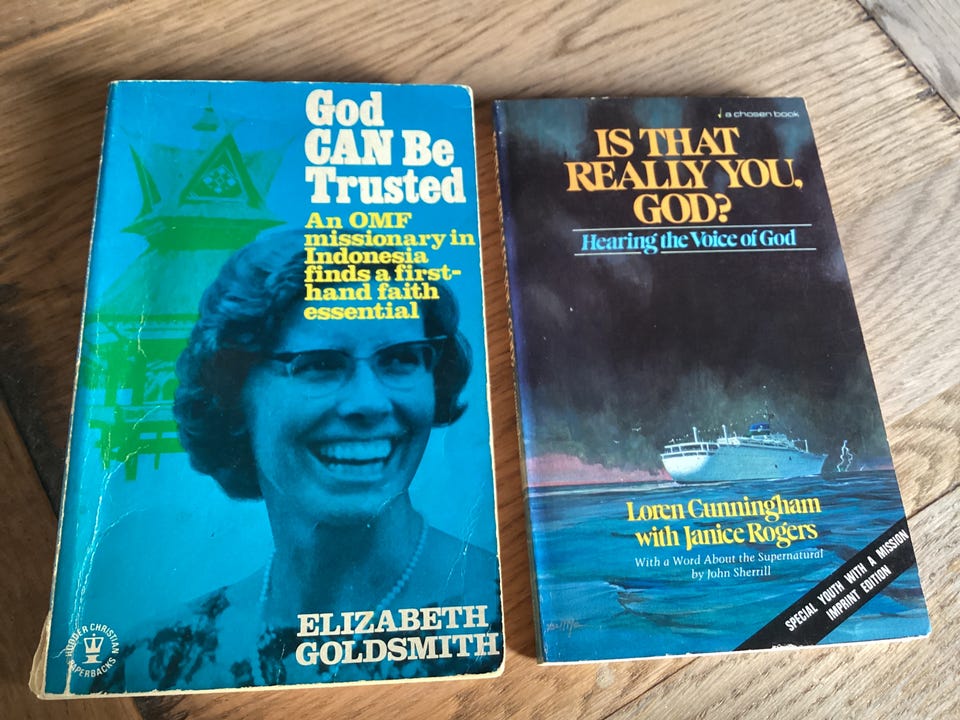 God
CAN Be
Trusted
An OMF
missionary in
Indonesia
finds a first-
hand faith
essential
ELIZABETH
GOLDSMITH
HODDER CHRISTIAN
PAPERBACKS
a chosen book
IS THAT
REALLY YOU,
GOD?
Hearing the Voice of God
Loren Cunningham
with Janice Rogers
With a Word About the Supernatural
by John Sherrill
SPECIAL YOUTH WITH A MISSION
IMPRINT EDITION